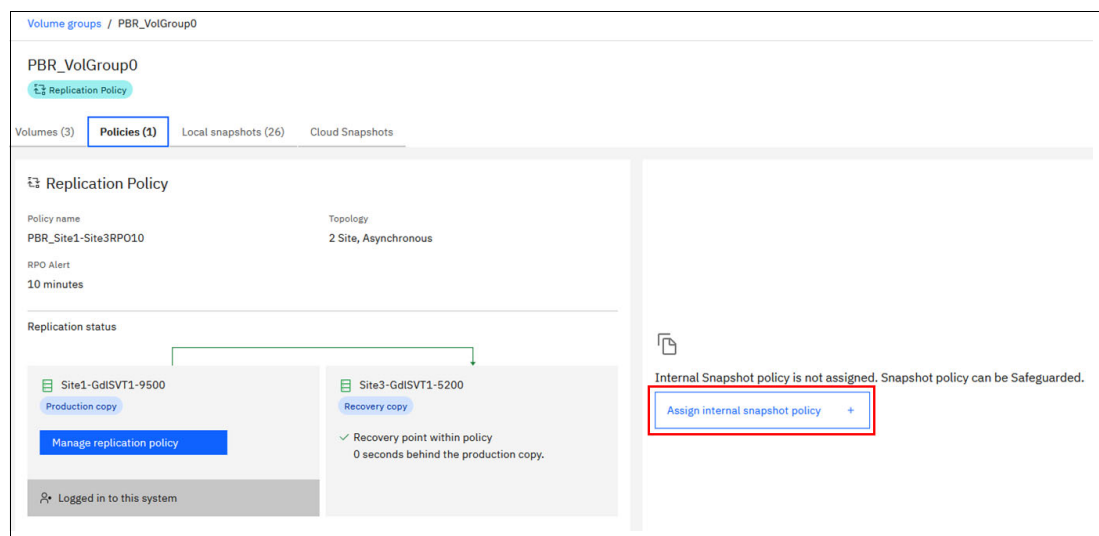 Volume groups / PBR_VolGroup0
PBR_VolGroup0
Replication Policy
Volumes (3) Policies (1) Local snapshots (26) Cloud Snapshots
Replication Policy
Policy name Topology
PBR_Site1-Site3RPO10 2 Site, Asynchronous
RPO Alert
10 minutes
Replication status
Site1-GdlSVT1-9500
Production copy
Manage replication policy
Logged in to this system
Site3-GdlSVT1-5200
Recovery copy
Recovery point within policy
0 seconds behind the production copy.
Internal Snapshot policy is not assigned. Snapshot policy can be Safeguarded.
Assign internal snapshot policy +